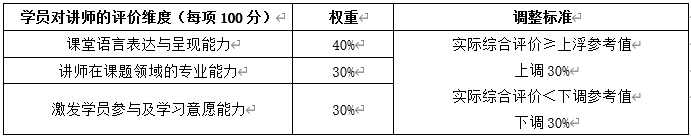 学员对讲师的评价维度（每项100分） 权重 调整标准
课堂语言表达与呈现能力 40% 实际综合评价≥上浮参考值
上调30%
讲师在课题领域的专业能力 30%
实际综合评价＜下调参考值
激发学员参与及学习意愿能力 30%
下调30%